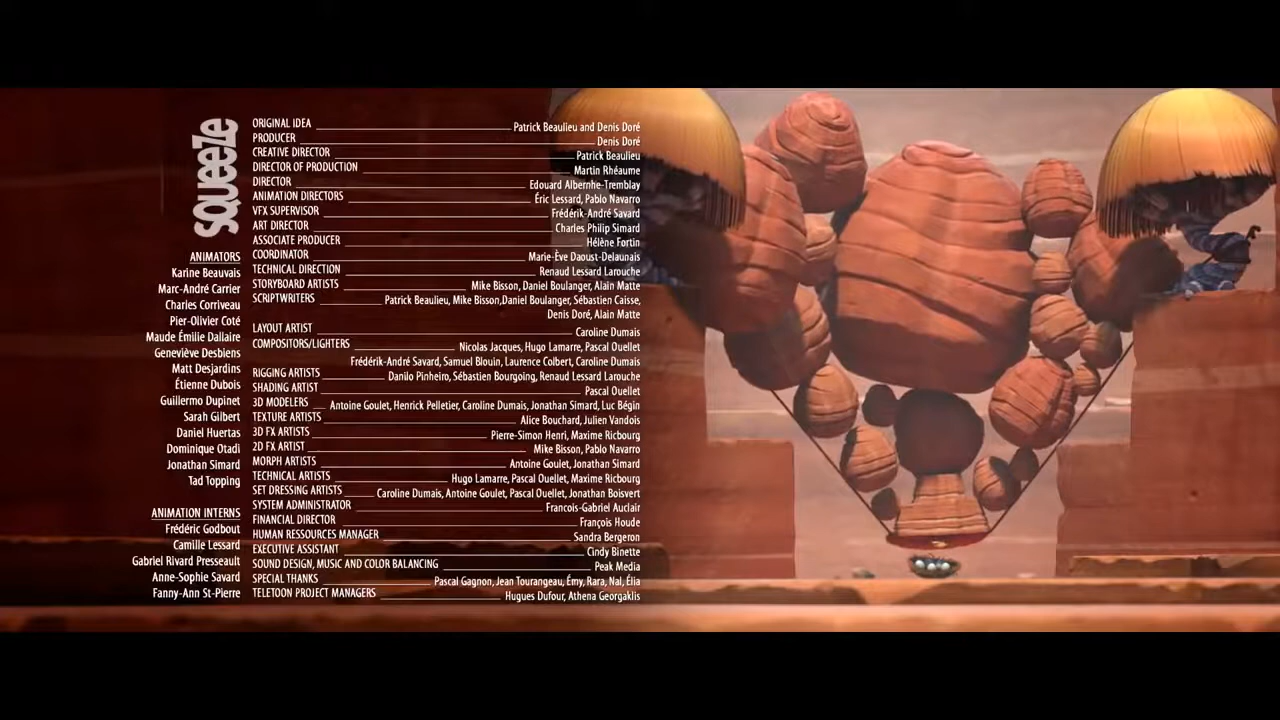 squeeze
ANIMATORS
Karine Beauvais
Marc-André Carrier
Charles Corriveau
Pier-Olivier Coté
Maude Émilie Dallaire
Geneviève Desbiens
Matt Desjardins
Étienne Dubois
Guillermo Dupinet
Sarah Gilbert
Daniel Huertas
Dominique Otadi
Jonathan Simard
Tad Topping
ANIMATION INTERNS
Frédéric Godbout
Camille Lessard
Gabriel Rivard Presseault
Anne-Sophie Savard
Fanny-Ann St-Pierre
ORIGINAL IDEA Patrick Beaulieu and Denis Doré
PRODUCER Denis Doré
CREATIVE DIRECTOR Patrick Beaulieu
DIRECTOR OF PRODUCTION Martin Rhéaume
DIRECTOR Edouard Albernhe-Tremblay
ANIMATION DIRECTORS Éric Lessard, Pablo Navarro
VFX SUPERVISOR Frédérik-André Savard
ART DIRECTOR Charles Philip Simard
ASSOCIATE PRODUCER Hélène Fortin
COORDINATOR Marie-Ève Daoust-Delaunais
TECHNICAL DIRECTION Renaud Lessard Larouche
STORYBOARD ARTISTS Mike Bisson, Daniel Boulanger, Alain Matte
SCRIPTWRITERS Patrick Beaulieu, Mike Bisson,Daniel Boulanger, Sébastien Caisse,
Denis Doré, Alain Matte
LAYOUT ARTIST Caroline Dumais
COMPOSITORS/LIGHTERS Nicolas Jacques, Hugo Lamarre, Pascal Ouellet
Frédérik-André Savard, Samuel Blouin, Laurence Colbert, Caroline Dumais
RIGGING ARTISTS Danilo Pinheiro, Sébastien Bourgoing, Renaud Lessard Larouche
SHADING ARTIST Pascal Ouellet
3D MODELERS Antoine Goulet, Henrick Pelletier, Caroline Dumais, Jonathan Simard, Luc Bégin
TEXTURE ARTISTS Alice Bouchard, Julien Vandois
3D FX ARTISTS Pierre-Simon Henri, Maxime Ricbourg
2D FX ARTIST Mike Bisson, Pablo Navarro
MORPH ARTISTS Antoine Goulet, Jonathan Simard
TECHNICAL ARTISTS Hugo Lamarre, Pascal Ouellet, Maxime Ricbourg
SET DRESSING ARTISTS Caroline Dumais, Antoine Goulet, Pascal Ouellet, Jonathan Boisvert
SYSTEM ADMINISTRATOR Francois-Gabriel Auclair
FINANCIAL DIRECTOR François Houde
HUMAN RESSOURCES MANAGER Sandra Bergeron
EXECUTIVE ASSISTANT Cindy Binette
SOUND DESIGN, MUSIC AND COLOR BALANCING Peak Media
SPECIAL THANKS Pascal Gagnon, Jean Tourangeau, Émy, Rara, Nal, Élia
TELETOON PROJECT MANAGERS Hugues Dufour, Athena Georgaklis